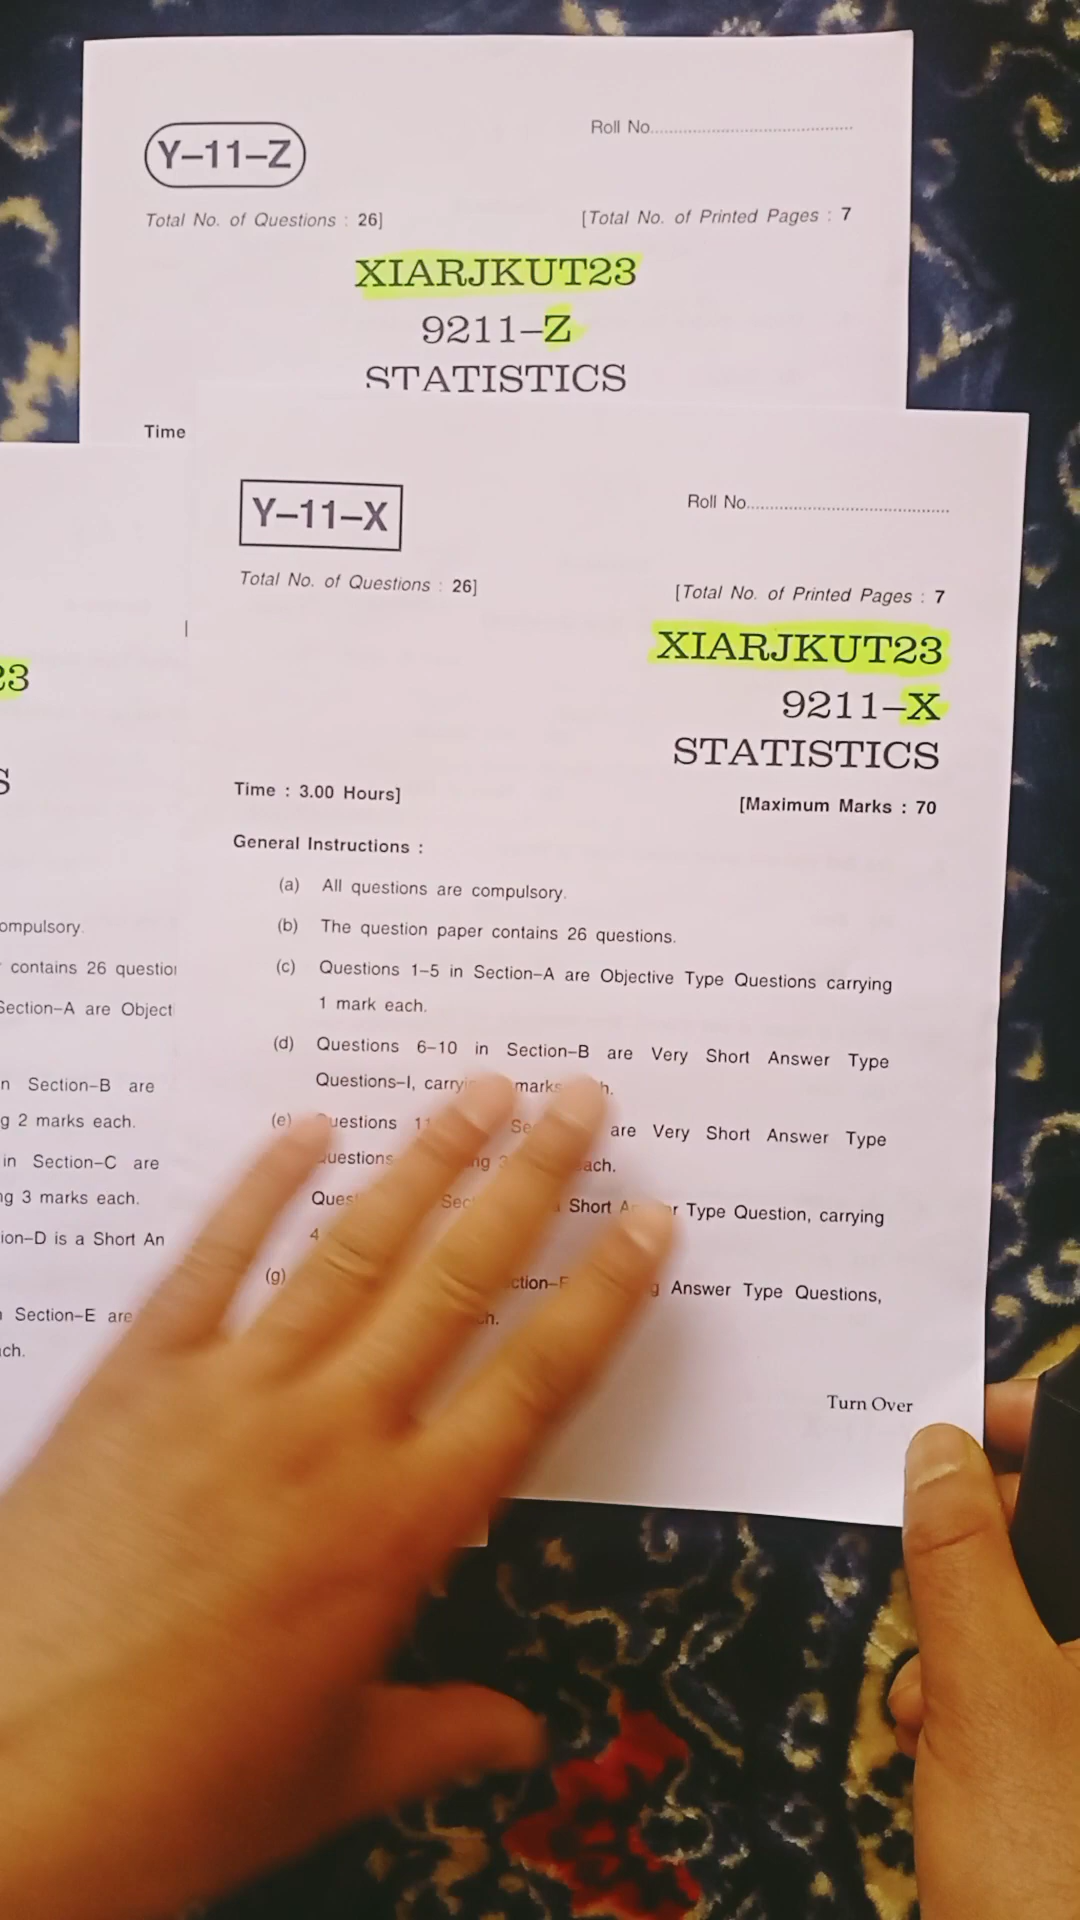 Y–11–Z
Roll No.
Total No. of Questions : 26]
[Total No. of Printed Pages : 7
XIARJKUT23
9211–Z
STATISTICS
Time
Y–11–X
Roll No.
Total No. of Questions : 26]
[Total No. of Printed Pages : 7
XIARJKUT23
9211–X
STATISTICS
Time : 3.00 Hours]
[Maximum Marks : 70
General Instructions :
(a) All questions are compulsory.
(b) The question paper contains 26 questions.
(c) Questions 1–5 in Section–A are Objective Type Questions carrying
1 mark each.
(d) Questions 6–10 in Section–B are Very Short Answer Type
Questions–I, marks
(e) are Very Short Answer Type
Short Type Question, carrying
4
(g) Answer Type Questions,
Turn Over
23
S
compulsory.
contains 26
Section–A are
Section–B are
2 marks each.
in Section–C are
3 marks each.
is a Short
Section–E are